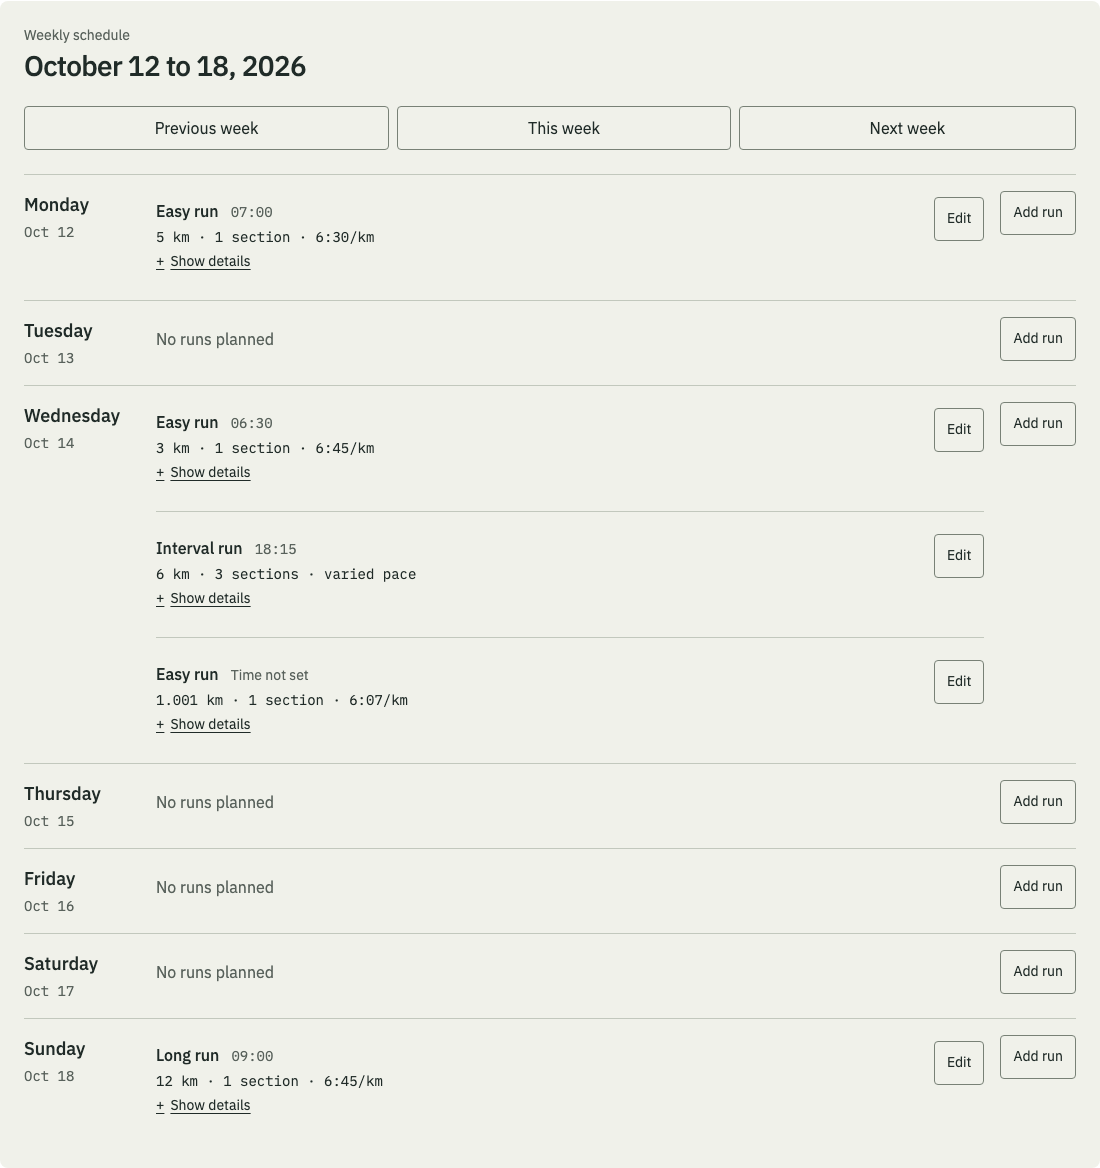 Weekly schedule
October 12 to 18, 2026
Previous week
This week
Next week
Monday
Oct 12
Easy run 07:00
5 km · 1 section · 6:30/km
+ Show details
Edit
Add run
Tuesday
Oct 13
No runs planned
Add run
Wednesday
Oct 14
Easy run 06:30
3 km · 1 section · 6:45/km
+ Show details
Edit
Add run
Interval run 18:15
6 km · 3 sections · varied pace
+ Show details
Edit
Easy run Time not set
1.001 km · 1 section · 6:07/km
+ Show details
Edit
Thursday
Oct 15
No runs planned
Add run
Friday
Oct 16
No runs planned
Add run
Saturday
Oct 17
No runs planned
Add run
Sunday
Oct 18
Long run 09:00
12 km · 1 section · 6:45/km
+ Show details
Edit
Add run